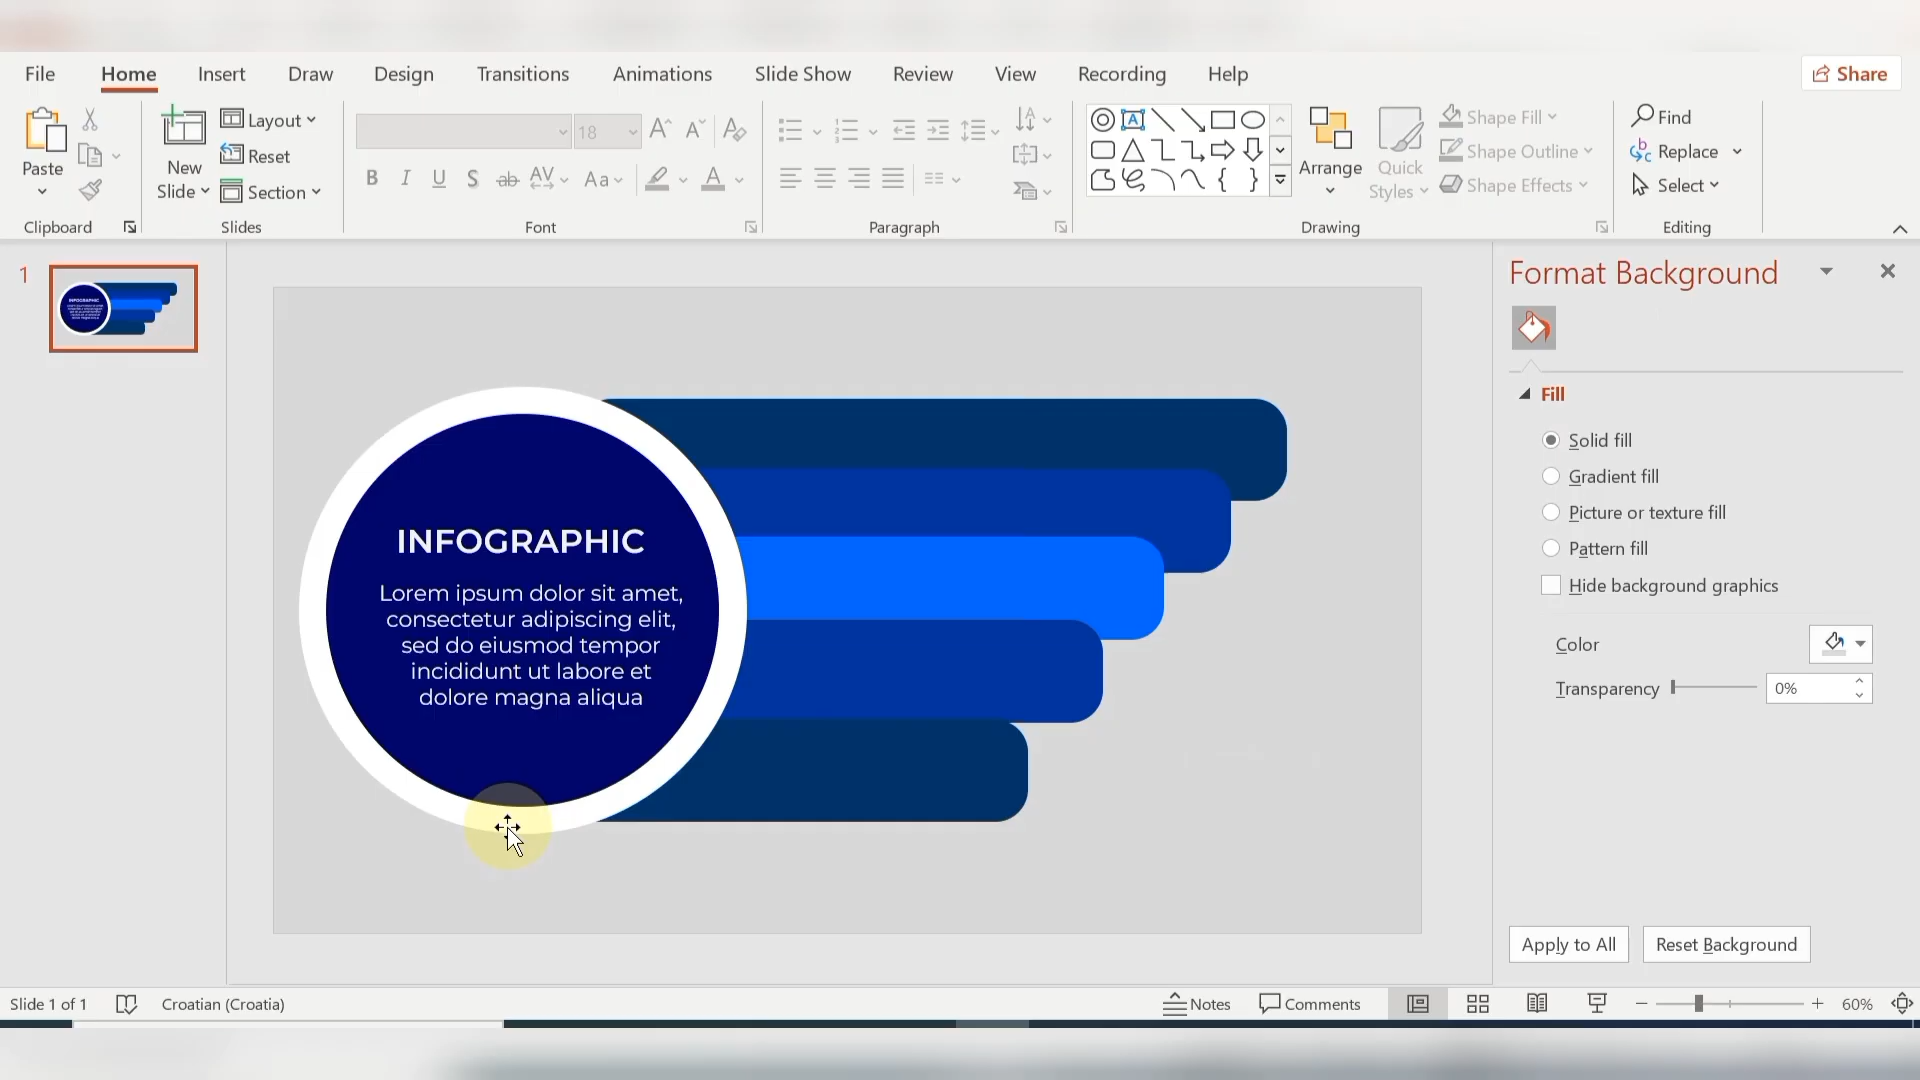 File Home Insert Draw Design Transitions Animations Slide Show Review View Recording Help Share
Paste
New
Slide
Layout
Reset
Section
18
B I U S ab AV Aa A
Arrange
Quick
Styles
Shape Fill
Shape Outline
Shape Effects
Find
Replace
Select
Clipboard Slides Font Paragraph Drawing Editing
1
INFOGRAPHIC
Lorem ipsum dolor sit amet,
consectetur adipiscing elit,
sed do eiusmod tempor
incididunt ut labore et
dolore magna aliqua
Format Background
Fill
Solid fill
Gradient fill
Picture or texture fill
Pattern fill
Hide background graphics
Color
Transparency 0%
Apply to All Reset Background
Slide 1 of 1 Croatian (Croatia) Notes Comments 60%